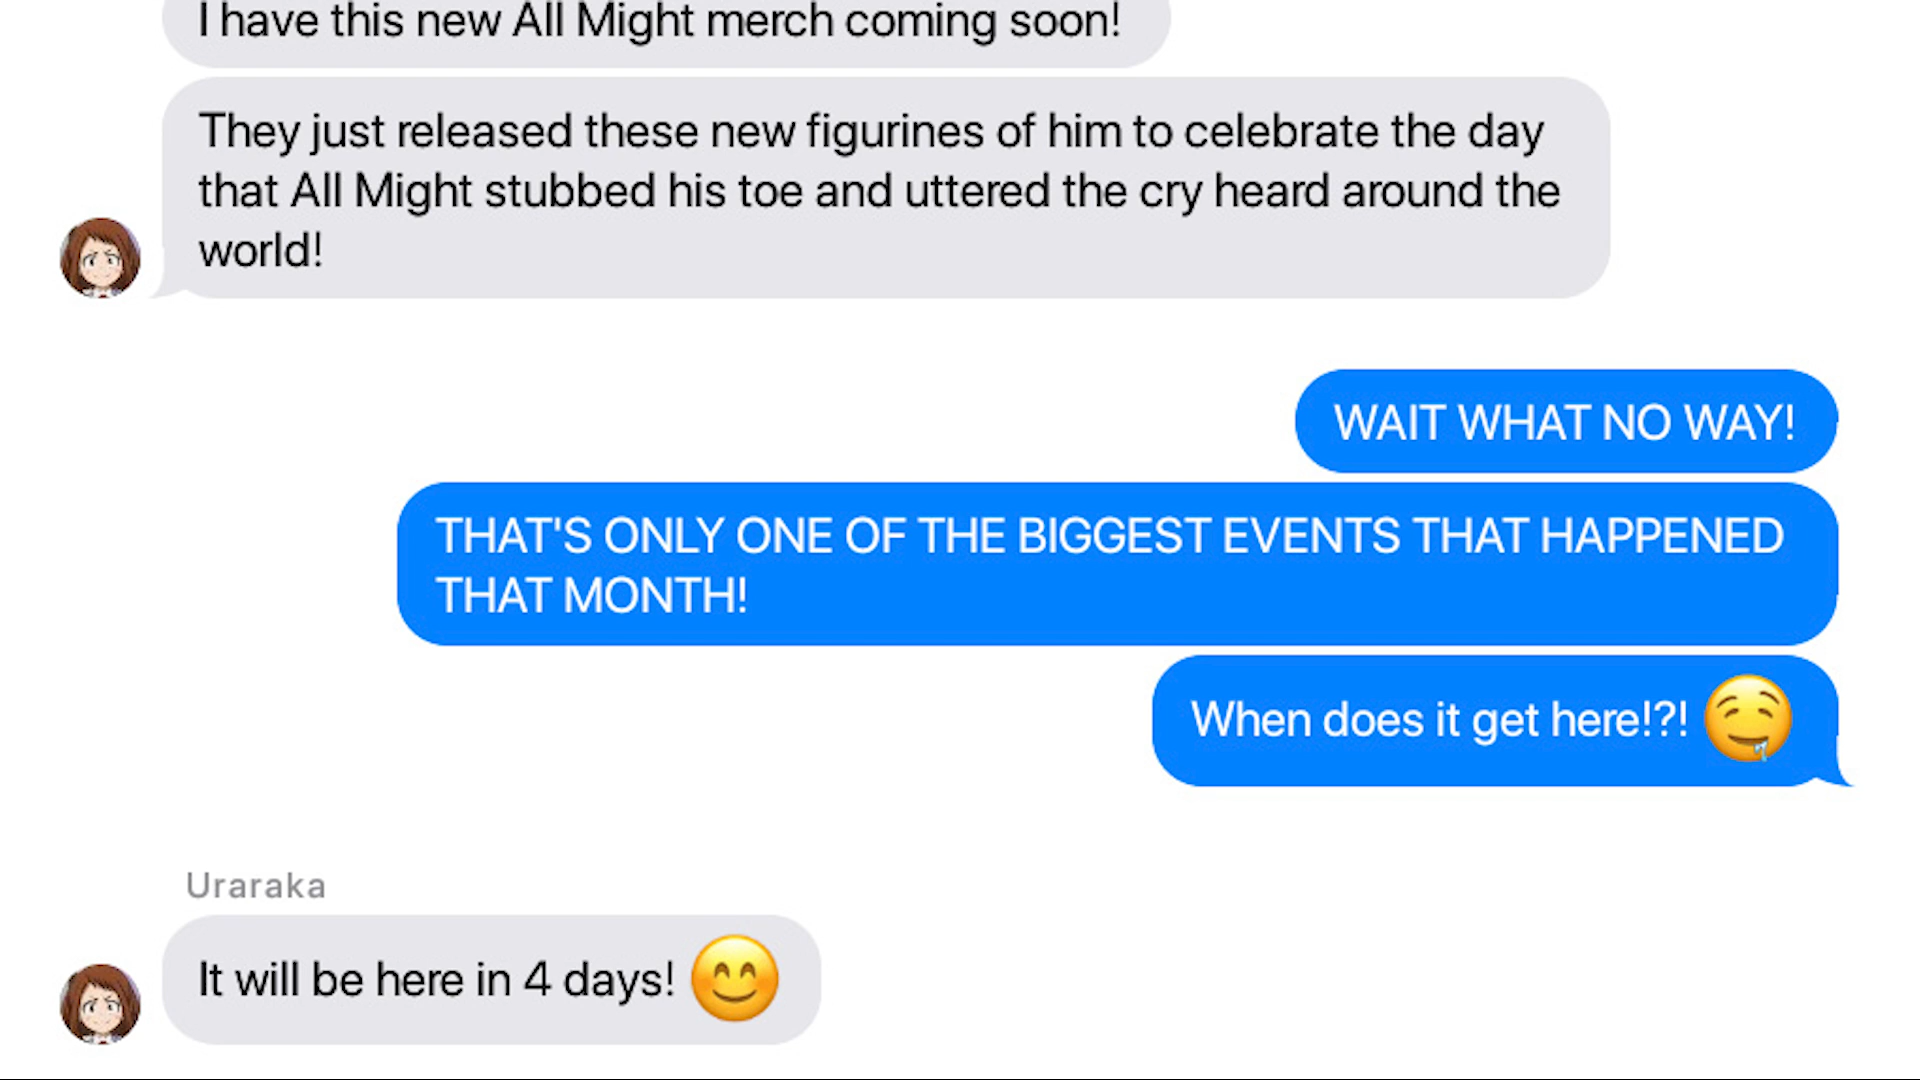 I have this new All Might merch coming soon!
They just released these new figurines of him to celebrate the day
that All Might stubbed his toe and uttered the cry heard around the
world!
WAIT WHAT NO WAY!
THAT'S ONLY ONE OF THE BIGGEST EVENTS THAT HAPPENED
THAT MONTH!
When does it get here!?! 🤤
Uraraka
It will be here in 4 days! 😊